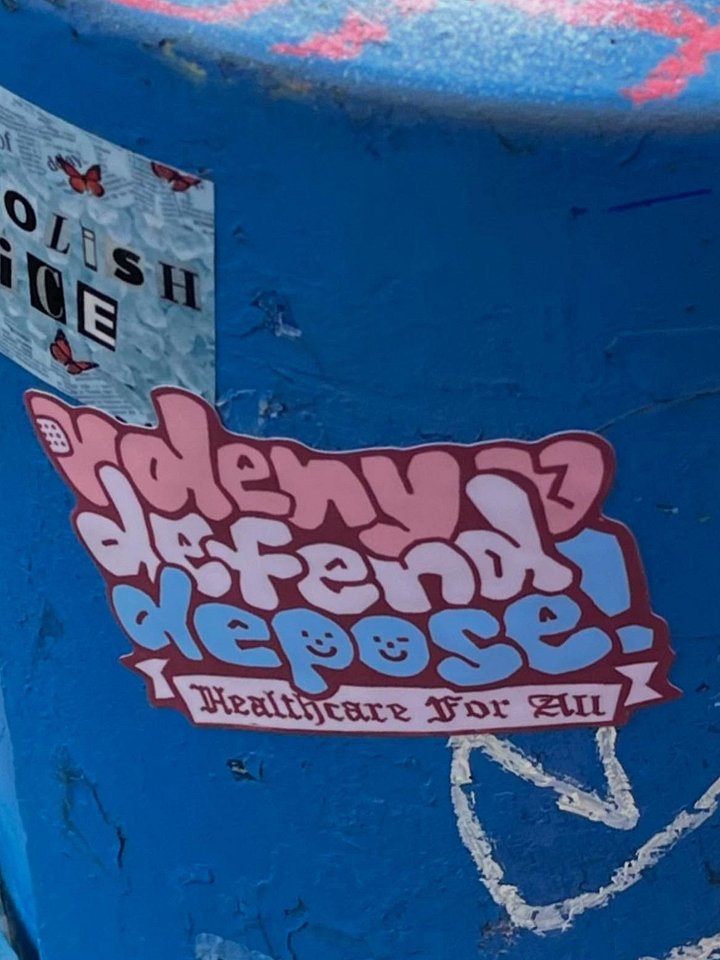 OLiSH
iCE
deny
defend
depose!
Healthcare For All